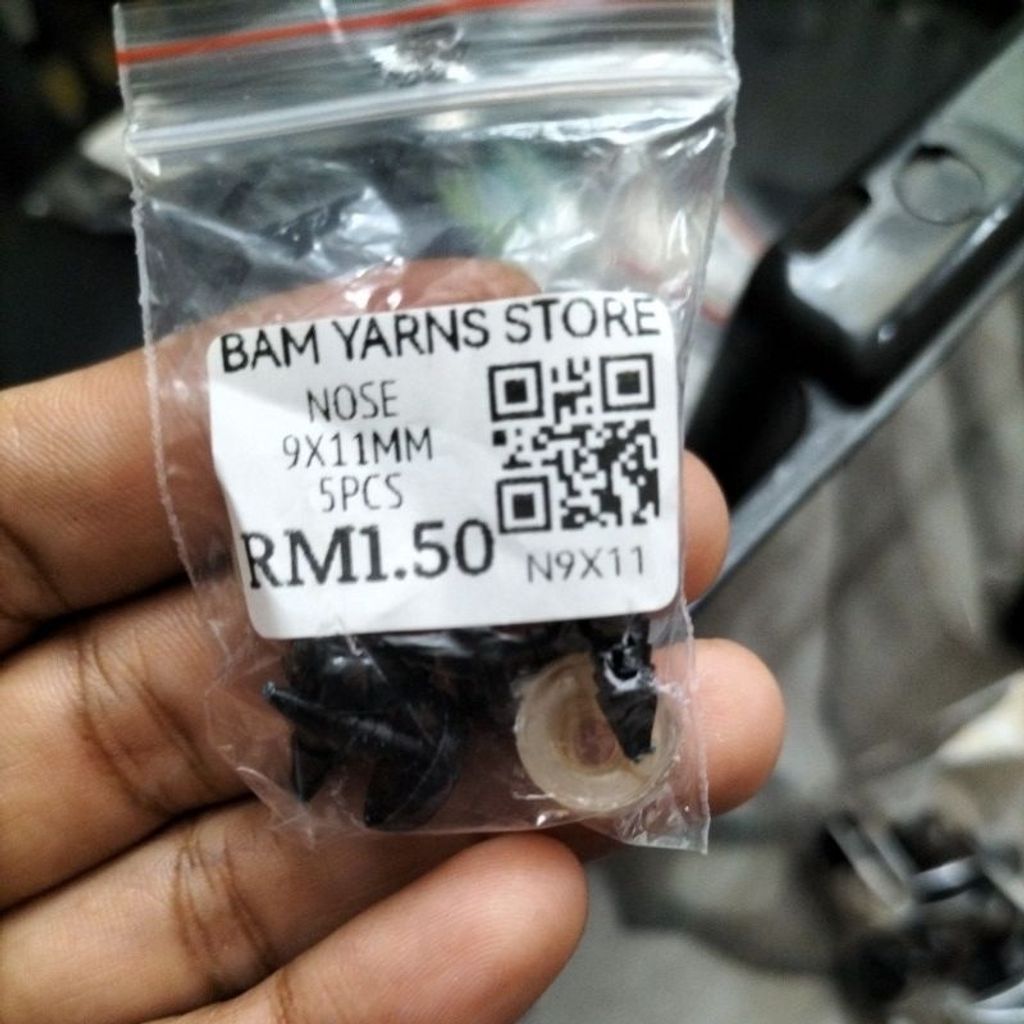 BAM YARNS STORE
NOSE
9X11MM
5PCS
RM1.50
N9X11